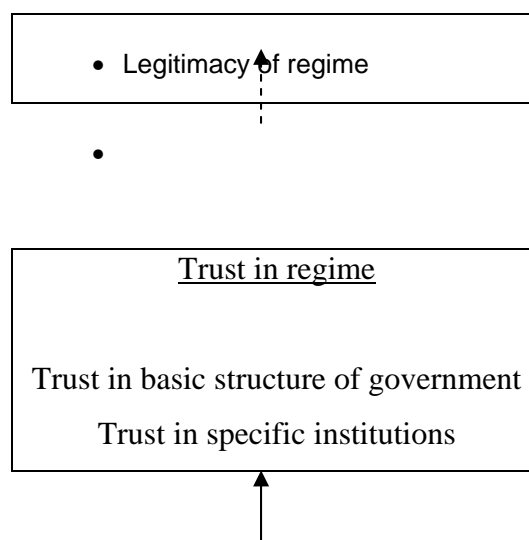 • Legitimacy of regime
•
Trust in regime
Trust in basic structure of government
Trust in specific institutions